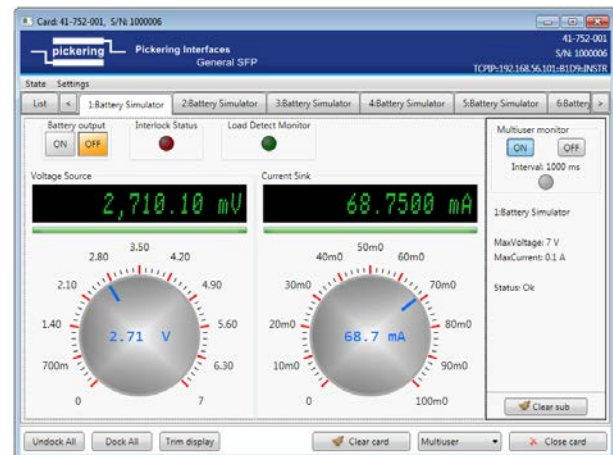 Card: 41-752-001, S/N: 1000006
pickering
Pickering Interfaces
General SFP
41-752-001
S/N: 1000006
TCPIP::192.168.56.101::B1D9::INSTR
State Settings
List < 1:Battery Simulator 2:Battery Simulator 3:Battery Simulator 4:Battery Simulator 5:Battery Simulator 6:Battery >
Battery output
ON OFF
Interlock Status
Load Detect Monitor
Voltage Source
2,710.10 mV
0
700m
1.40
2.10
2.80
3.50
4.20
4.90
5.60
6.30
7
2.71 V
Current Sink
68.7500 mA
0
10m0
20m0
30m0
40m0
50m0
60m0
70m0
80m0
90m0
100m0
68.7 mA
Multiuser monitor
ON OFF
Interval: 1000 ms
1:Battery Simulator
MaxVoltage: 7 V
MaxCurrent: 0.1 A
Status: Ok
Clear sub
Undock All Dock All Trim display Clear card Multiuser Close card